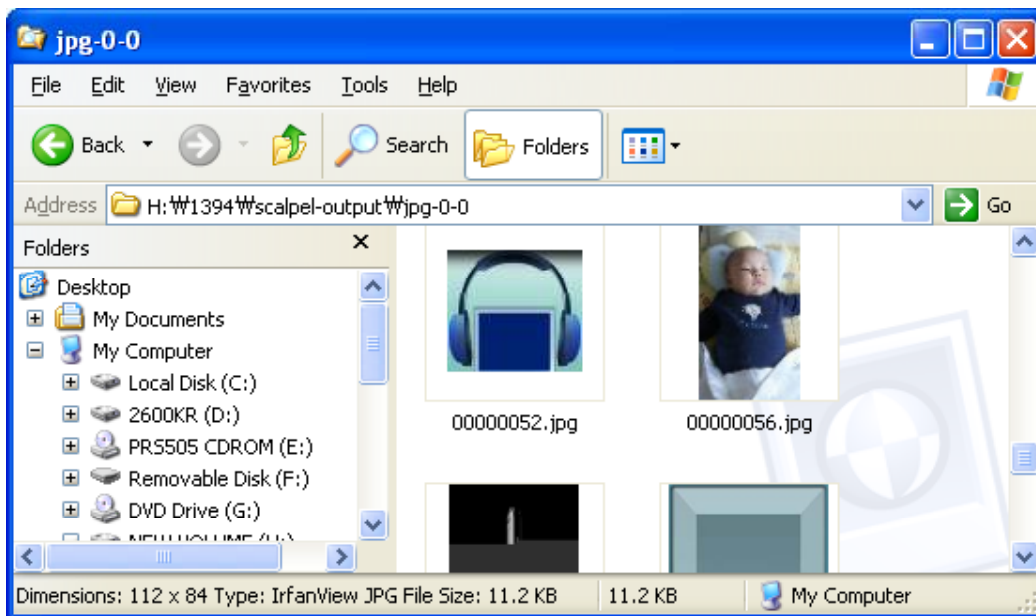 jpg-0-0
File Edit View Favorites Tools Help
Back Search Folders
Address H:₩1394₩scalpel-output₩jpg-0-0 Go
Folders
Desktop
My Documents
My Computer
Local Disk (C:)
2600KR (D:)
PRS505 CDROM (E:)
Removable Disk (F:)
DVD Drive (G:)
NEW VOLUME (H:)
00000052.jpg 00000056.jpg
Dimensions: 112 x 84 Type: IrfanView JPG File Size: 11.2 KB 11.2 KB My Computer